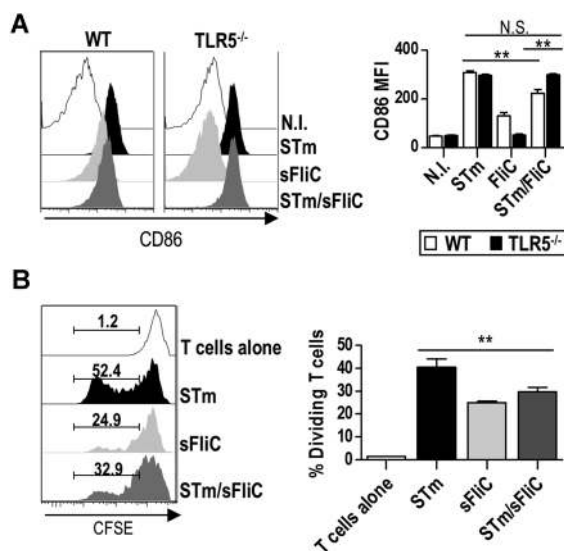 A
WT
TLR5-/-
N.I.
STm
sFliC
STm/sFliC
CD86
N.S.
**
**
CD86 MFI
400
200
0
N.I.
STm
FliC
STm/FliC
WT
TLR5-/-
B
1.2
T cells alone
52.4
STm
24.9
sFliC
32.9
STm/sFliC
CFSE
**
% Dividing T cells
50
40
30
20
10
0
T cells alone
STm
sFliC
STm/sFliC